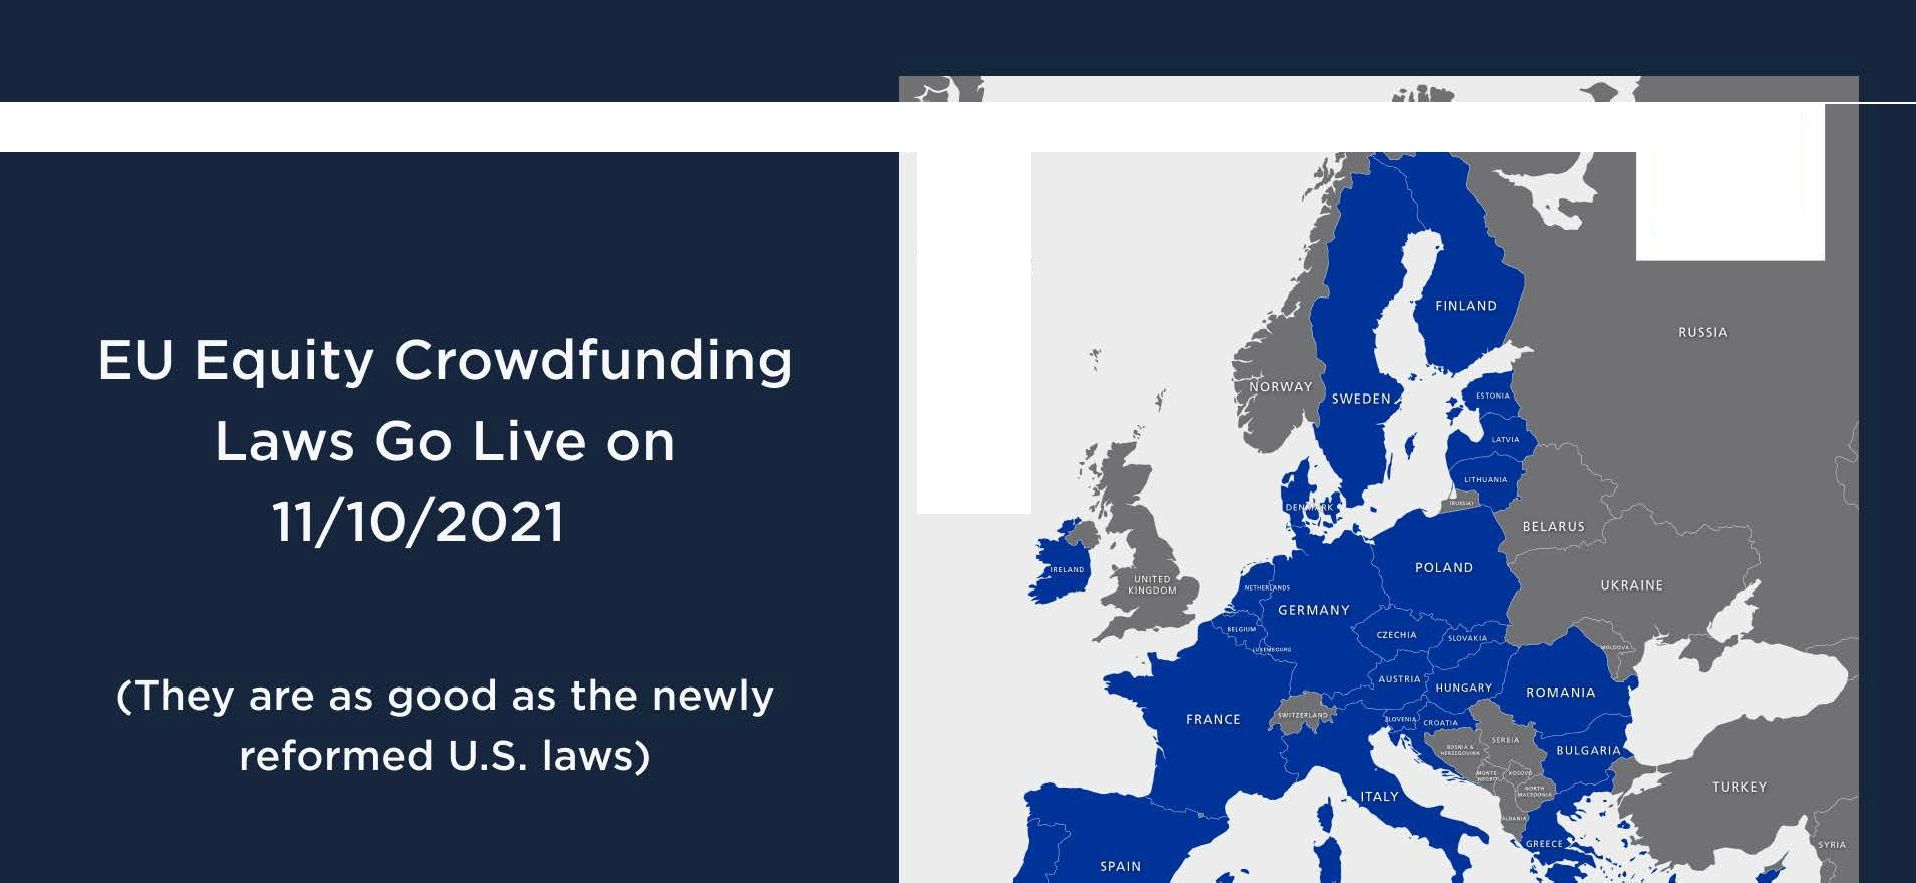 EU Equity Crowdfunding
Laws Go Live on
11/10/2021
(They are as good as the newly
reformed U.S. laws)
FINLAND
RUSSIA
NORWAY
SWEDEN
ESTONIA
LATVIA
LITHUANIA
(RUSSIA)
DENMARK
BELARUS
IRELAND
UNITED
KINGDOM
NETHERLANDS
POLAND
UKRAINE
GERMANY
BELGIUM
CZECHIA
SLOVAKIA
LUXEMBOURG
MOLDOVA
AUSTRIA
HUNGARY
ROMANIA
FRANCE
SWITZERLAND
SLOVENIA
CROATIA
SERBIA
BOSNIA &
HERZEGOVINA
BULGARIA
MONTE
NEGRO
KOSOVO
NORTH
MACEDONIA
TURKEY
ITALY
ALBANIA
GREECE
SYRIA
SPAIN